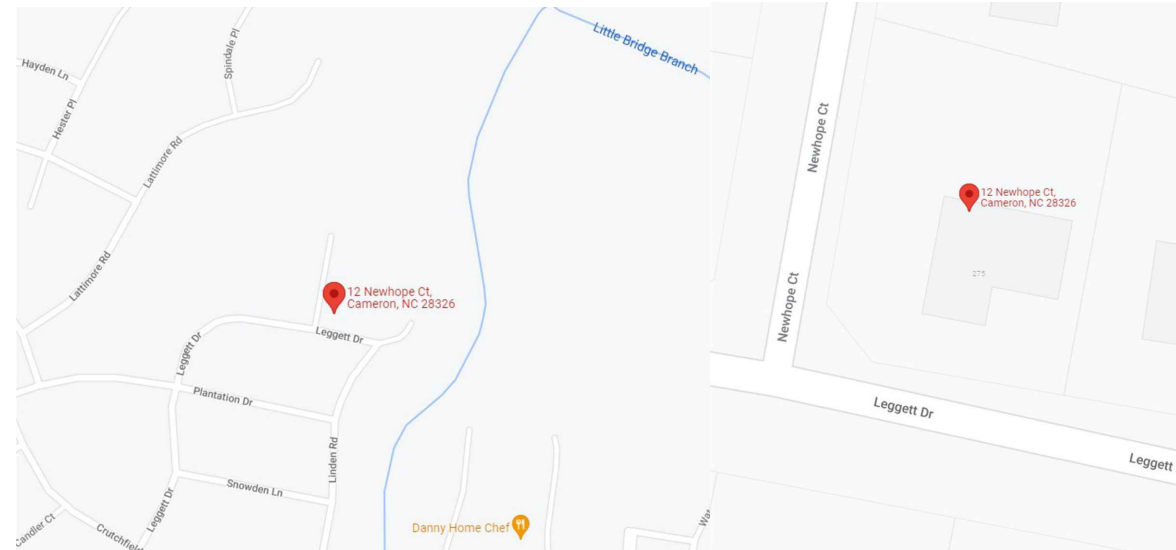 Little Bridge Branch
Spindale Pl
Hayden Ln
Hester Pl
Lattimore Rd
Lattimore Rd
12 Newhope Ct,
Cameron, NC 28326
Leggett Dr
Leggett Dr
Plantation Dr
Linden Rd
Snowden Ln
Leggett Dr
Candler Ct
Crutchfield
Danny Home Chef
Newhope Ct
12 Newhope Ct,
Cameron, NC 28326
275
Newhope Ct
Leggett Dr
Leggett